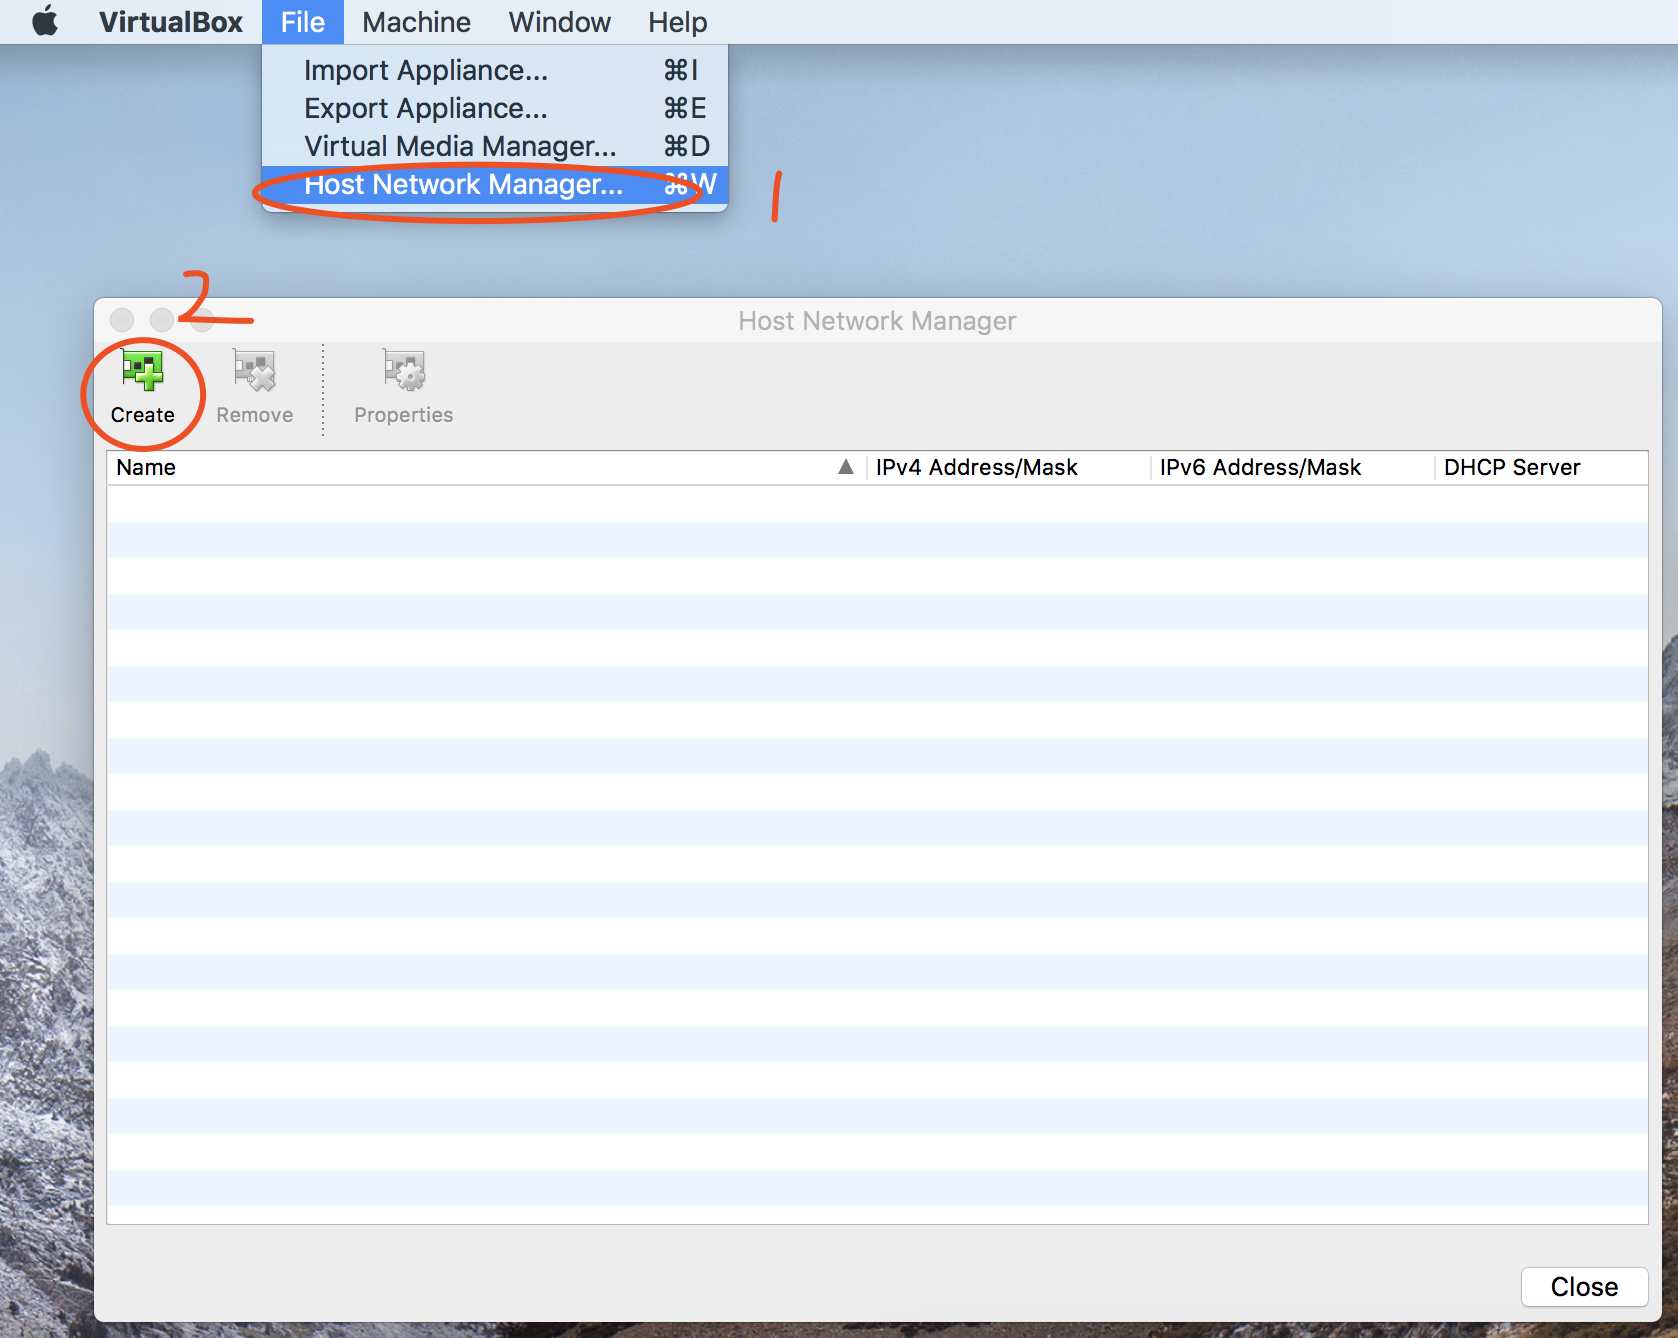 VirtualBox File Machine Window Help
Import Appliance... ⌘I
Export Appliance... ⌘E
Virtual Media Manager... ⌘D
Host Network Manager... ⌘W
1
2
Host Network Manager
Create Remove Properties
Name IPv4 Address/Mask IPv6 Address/Mask DHCP Server
Close